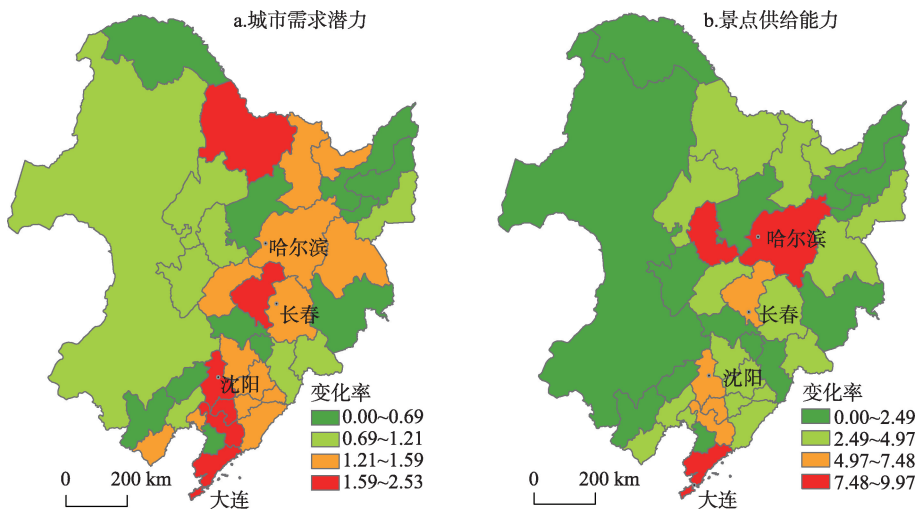 a.城市需求潜力
哈尔滨
长春
沈阳
大连
变化率
0.00~0.69
0.69~1.21
1.21~1.59
1.59~2.53
0 200 km
b.景点供给能力
哈尔滨
长春
沈阳
大连
变化率
0.00~2.49
2.49~4.97
4.97~7.48
7.48~9.97
0 200 km